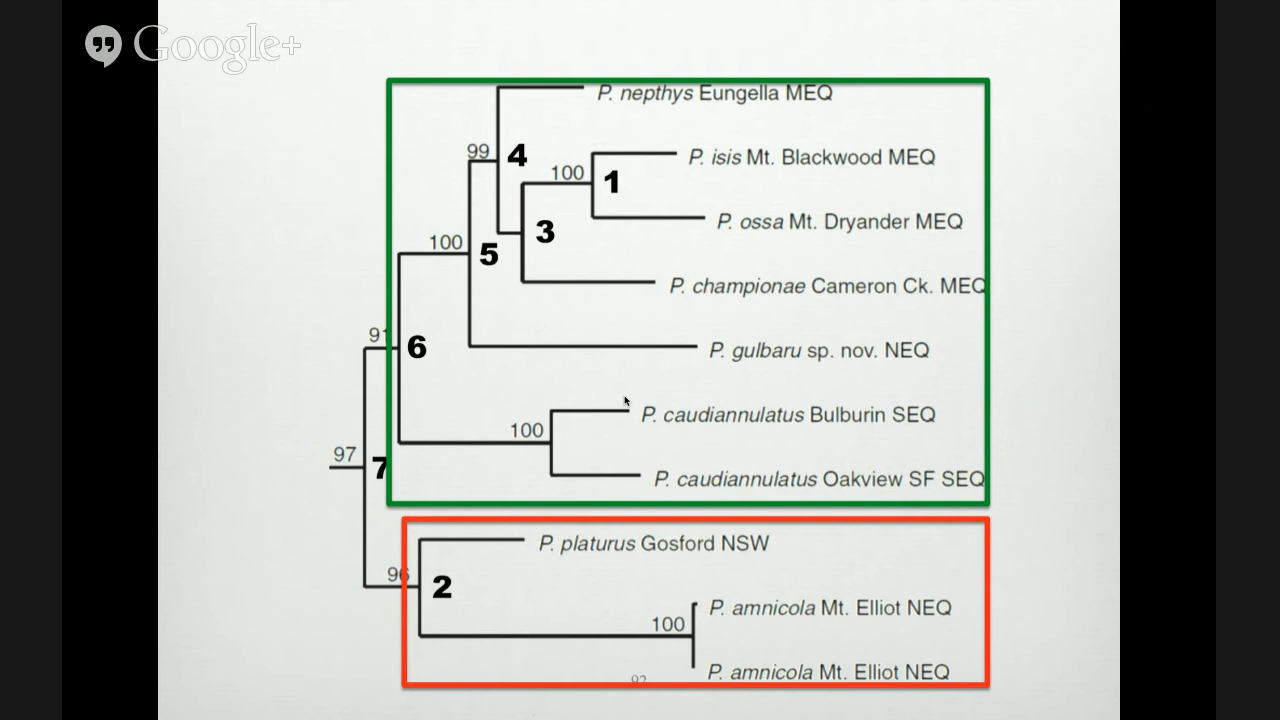 Google+
P. nepthys Eungella MEQ
99
4
P. isis Mt. Blackwood MEQ
100
1
P. ossa Mt. Dryander MEQ
3
100
5
P. championae Cameron Ck. MEQ
91
6
P. gulbaru sp. nov. NEQ
P. caudiannulatus Bulburin SEQ
100
97
7
P. caudiannulatus Oakview SF SEQ
P. platurus Gosford NSW
96
2
P. amnicola Mt. Elliot NEQ
100
P. amnicola Mt. Elliot NEQ